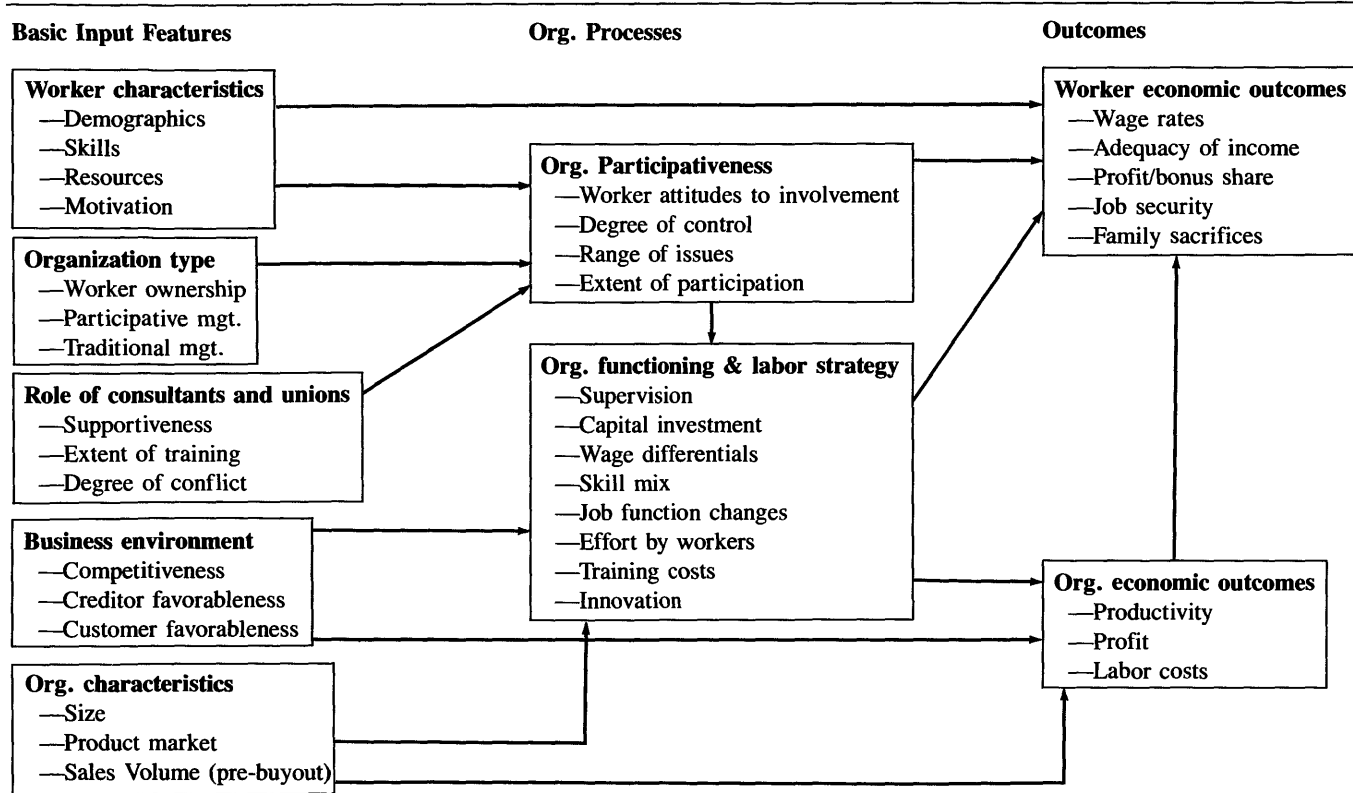 Basic Input Features
Org. Processes
Outcomes
Worker characteristics
—Demographics
—Skills
—Resources
—Motivation
Organization type
—Worker ownership
—Participative mgt.
—Traditional mgt.
Role of consultants and unions
—Supportiveness
—Extent of training
—Degree of conflict
Business environment
—Competitiveness
—Creditor favorableness
—Customer favorableness
Org. characteristics
—Size
—Product market
—Sales Volume (pre-buyout)
Org. Participativeness
—Worker attitudes to involvement
—Degree of control
—Range of issues
—Extent of participation
Org. functioning & labor strategy
—Supervision
—Capital investment
—Wage differentials
—Skill mix
—Job function changes
—Effort by workers
—Training costs
—Innovation
Worker economic outcomes
—Wage rates
—Adequacy of income
—Profit/bonus share
—Job security
—Family sacrifices
Org. economic outcomes
—Productivity
—Profit
—Labor costs